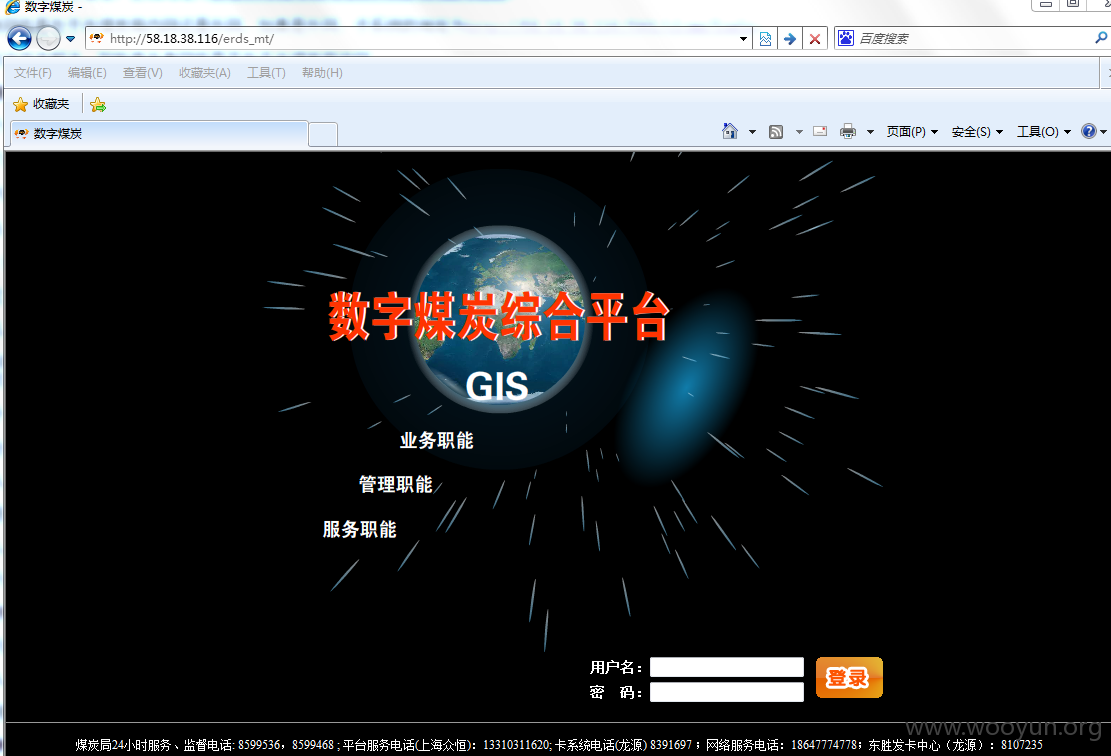 数字煤炭 -
http://58.18.38.116/erds_mt/
百度搜索
文件(F) 编辑(E) 查看(V) 收藏夹(A) 工具(T) 帮助(H)
收藏夹
数字煤炭
页面(P) 安全(S) 工具(O)
数字煤炭综合平台
GIS
业务职能
管理职能
服务职能
用户名：
登录
密 码：
www.wooyun.org
煤炭局24小时服务、监督电话: 8599536，8599468 ; 平台服务电话(上海众恒)：13310311620; 卡系统电话(龙源) 8391697 ；网络服务电话：18647774778；东胜发卡中心（龙源）：8107235